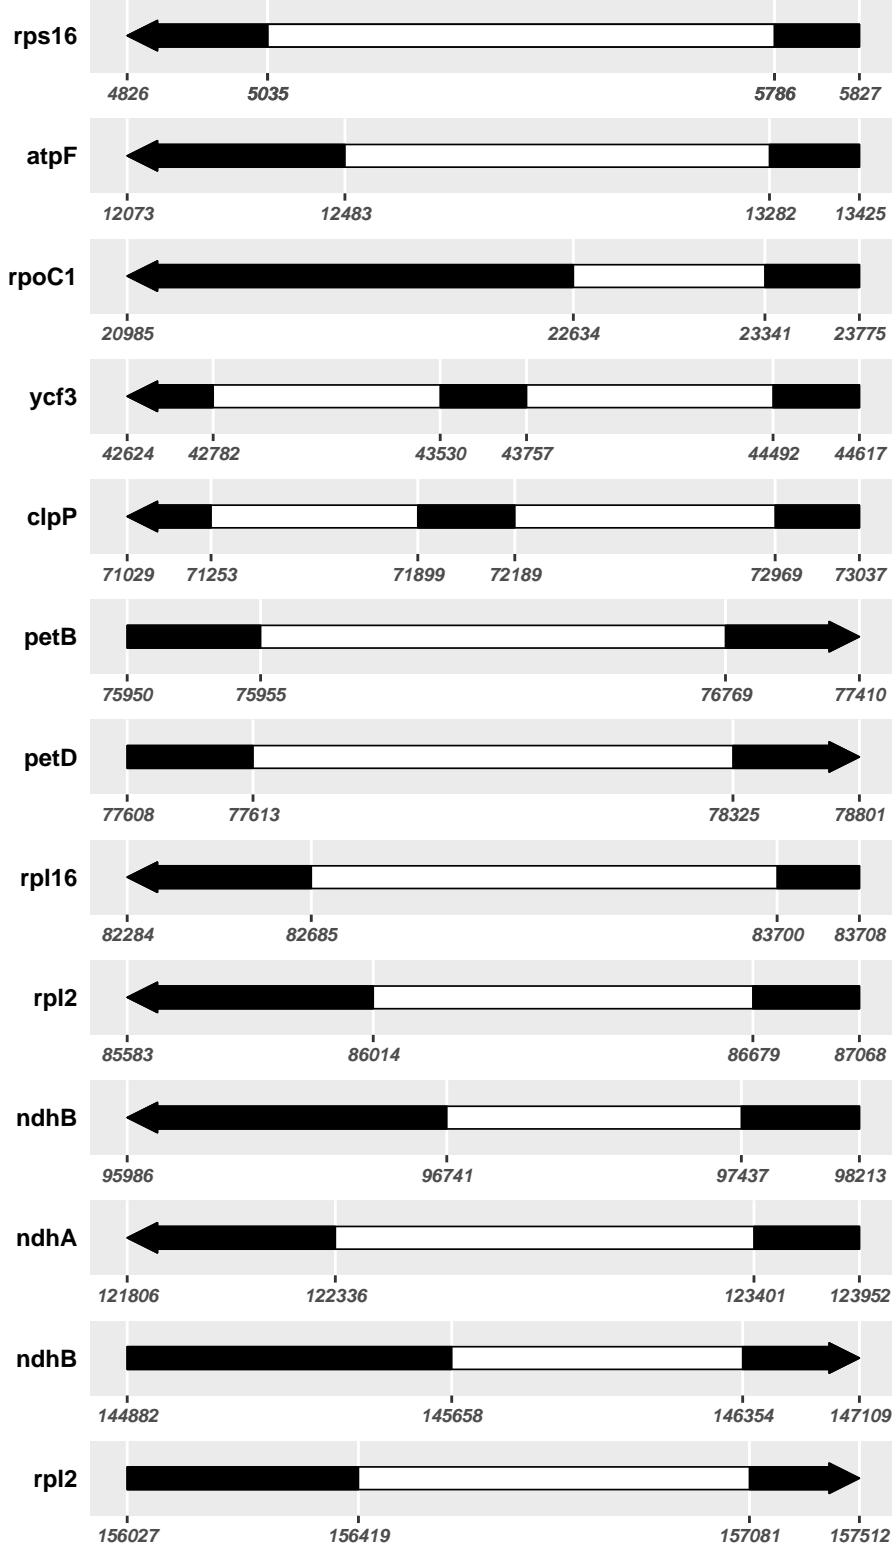 rps16
4826 5035 5786 5827
atpF
12073 12483 13282 13425
rpoC1
20985 22634 23341 23775
ycf3
42624 42782 43530 43757 44492 44617
clpP
71029 71253 71899 72189 72969 73037
petB
75950 75955 76769 77410
petD
77608 77613 78325 78801
rpl16
82284 82685 83700 83708
rpl2
85583 86014 86679 87068
ndhB
95986 96741 97437 98213
ndhA
121806 122336 123401 123952
ndhB
144882 145658 146354 147109
rpl2
156027 156419 157081 157512